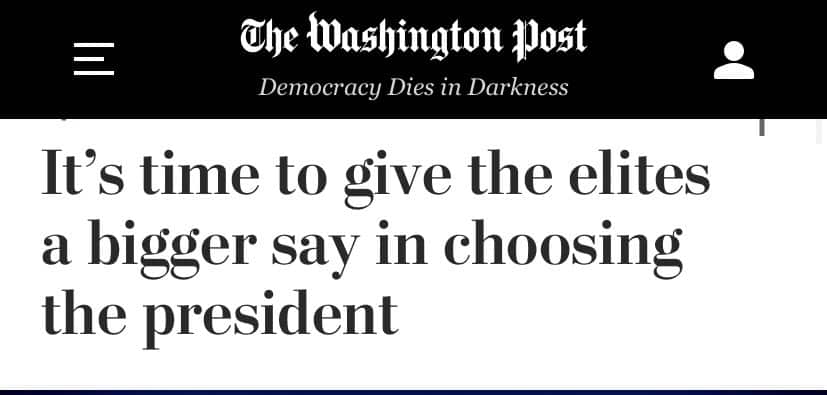 The Washington Post
Democracy Dies in Darkness
It’s time to give the elites
a bigger say in choosing
the president